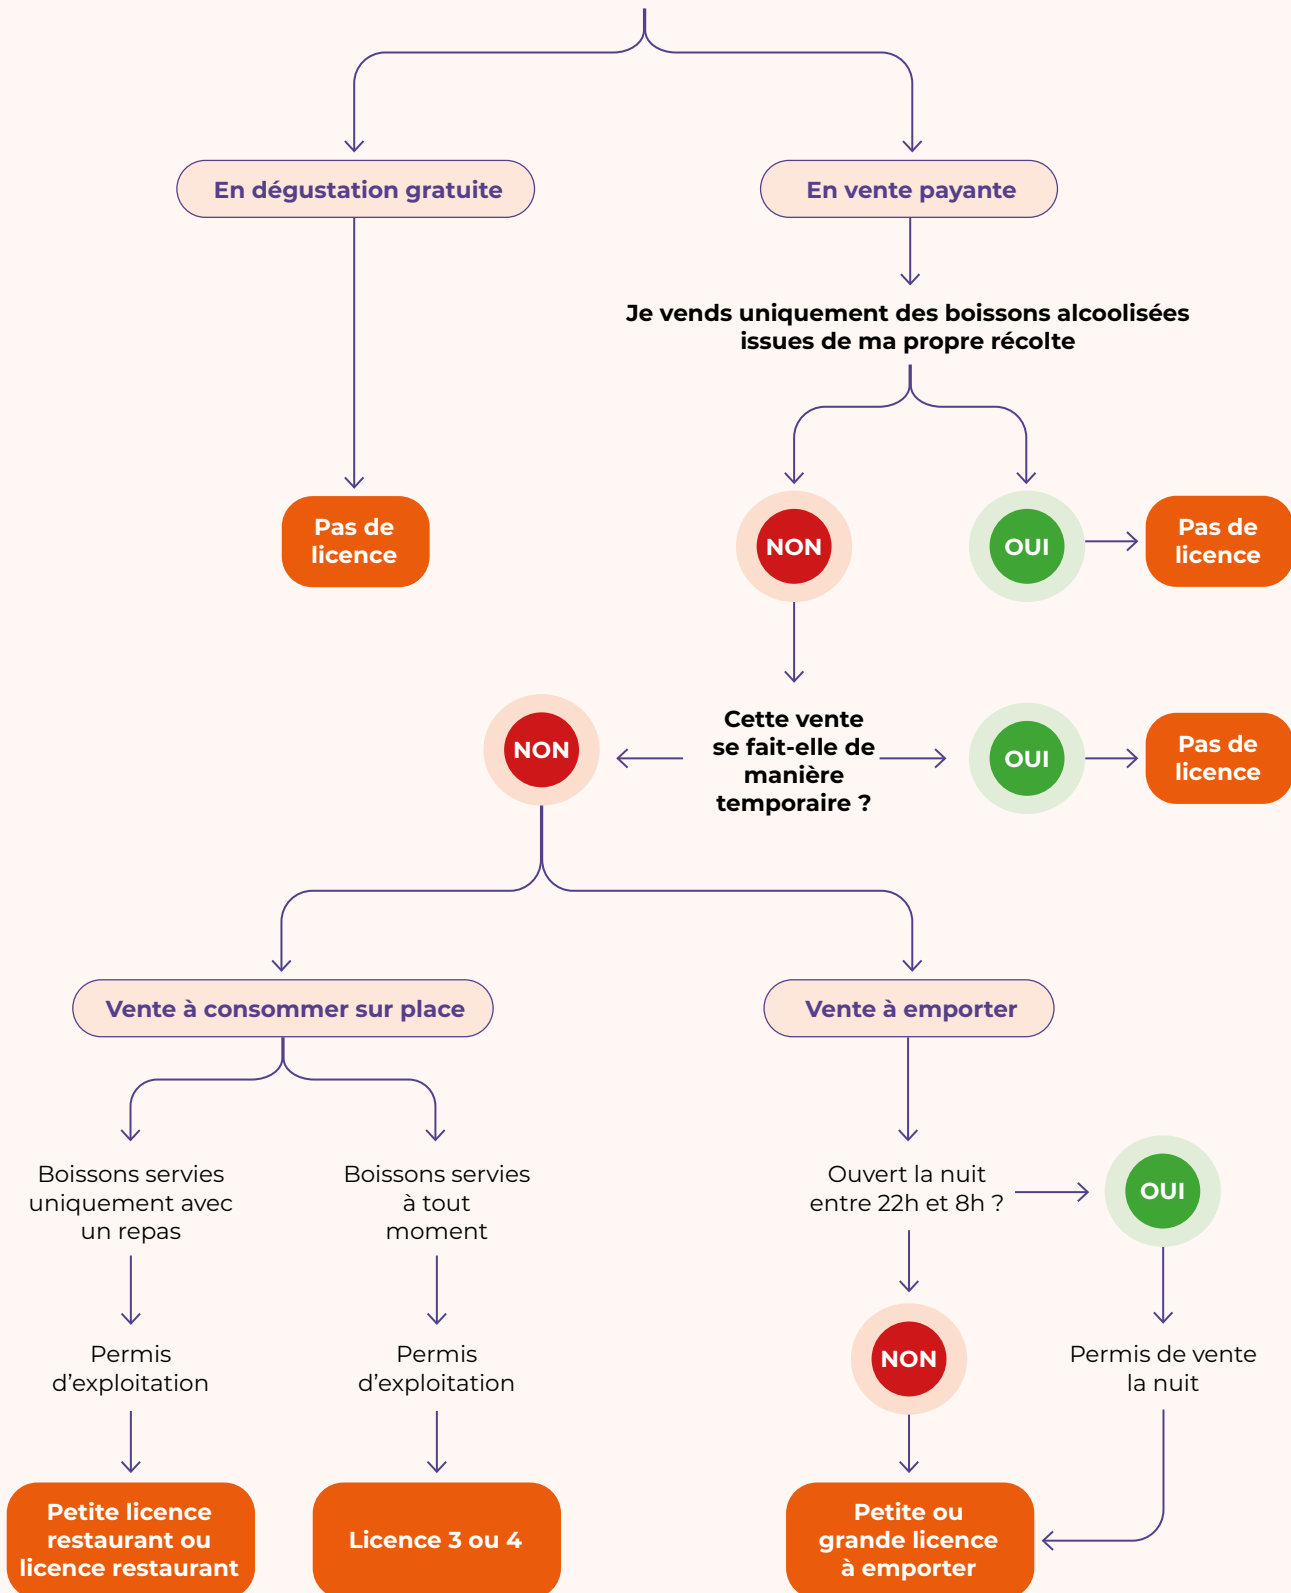 En dégustation gratuite
En vente payante
Je vends uniquement des boissons alcoolisées
issues de ma propre récolte
Pas de
licence
NON
OUI
Pas de
licence
NON
Cette vente
se fait-elle de
manière
temporaire ?
OUI
Pas de
licence
Vente à consommer sur place
Vente à emporter
Boissons servies
uniquement avec
un repas
Boissons servies
à tout
moment
Ouvert la nuit
entre 22h et 8h ?
OUI
Permis
d'exploitation
Permis
d'exploitation
NON
Permis de vente
la nuit
Petite licence
restaurant ou
licence restaurant
Licence 3 ou 4
Petite ou
grande licence
à emporter